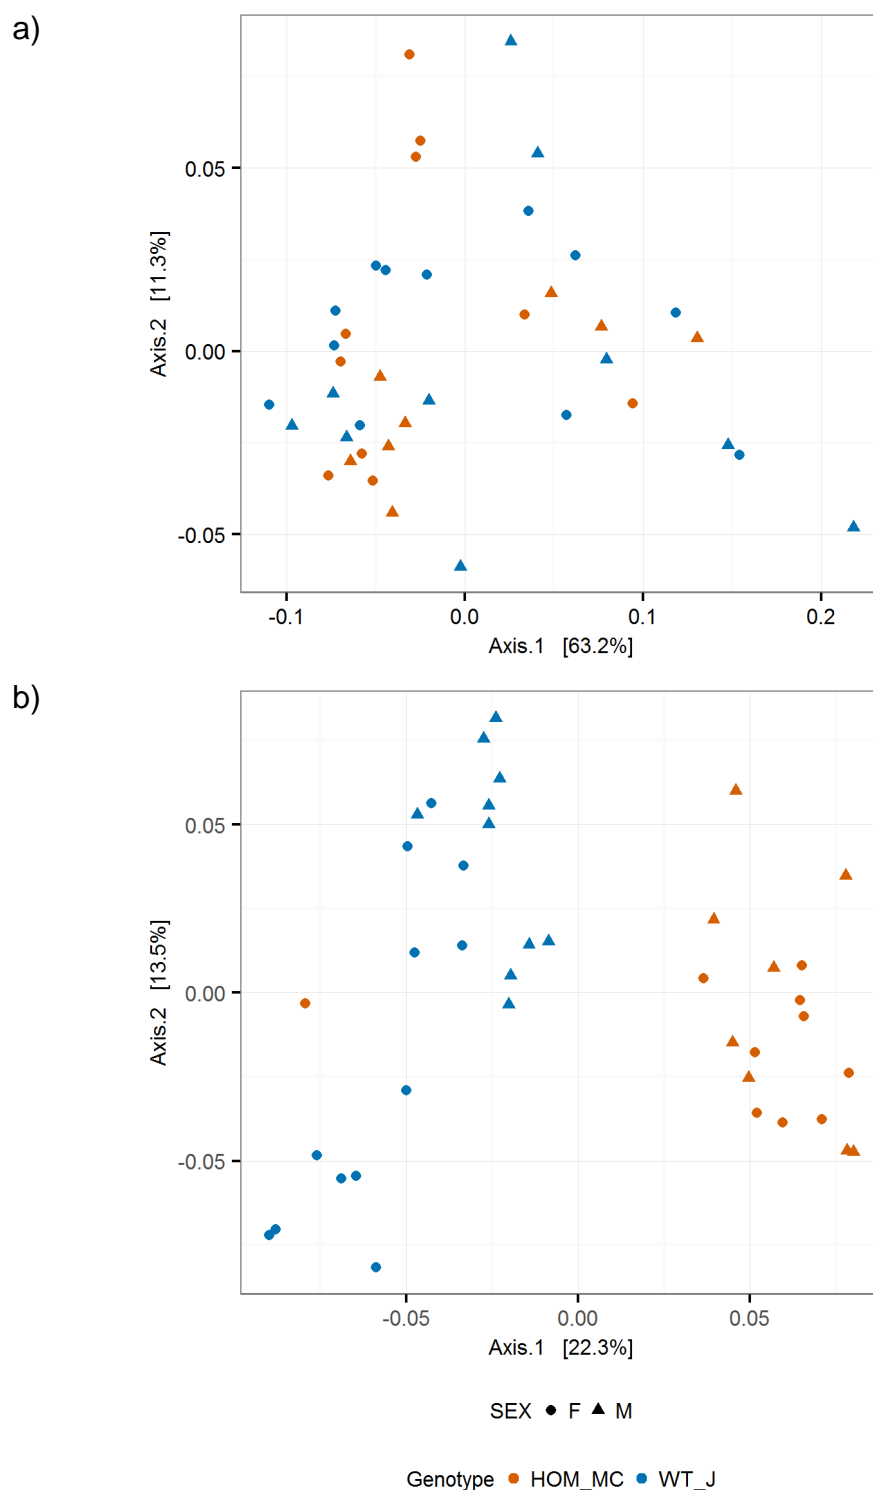 a)
0.05
0.00
-0.05
Axis.2 [11.3%]
-0.1 0.0 0.1 0.2
Axis.1 [63.2%]
b)
0.05
0.00
-0.05
Axis.2 [13.5%]
-0.05 0.00 0.05
Axis.1 [22.3%]
SEX F M
Genotype HOM_MC WT_J